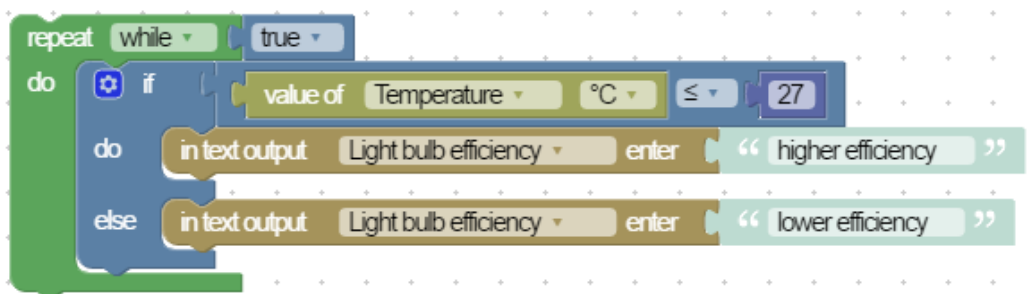 repeat while true
do if value of Temperature °C ≤ 27
do in text output Light bulb efficiency enter “ higher efficiency ”
else in text output Light bulb efficiency enter “ lower efficiency ”